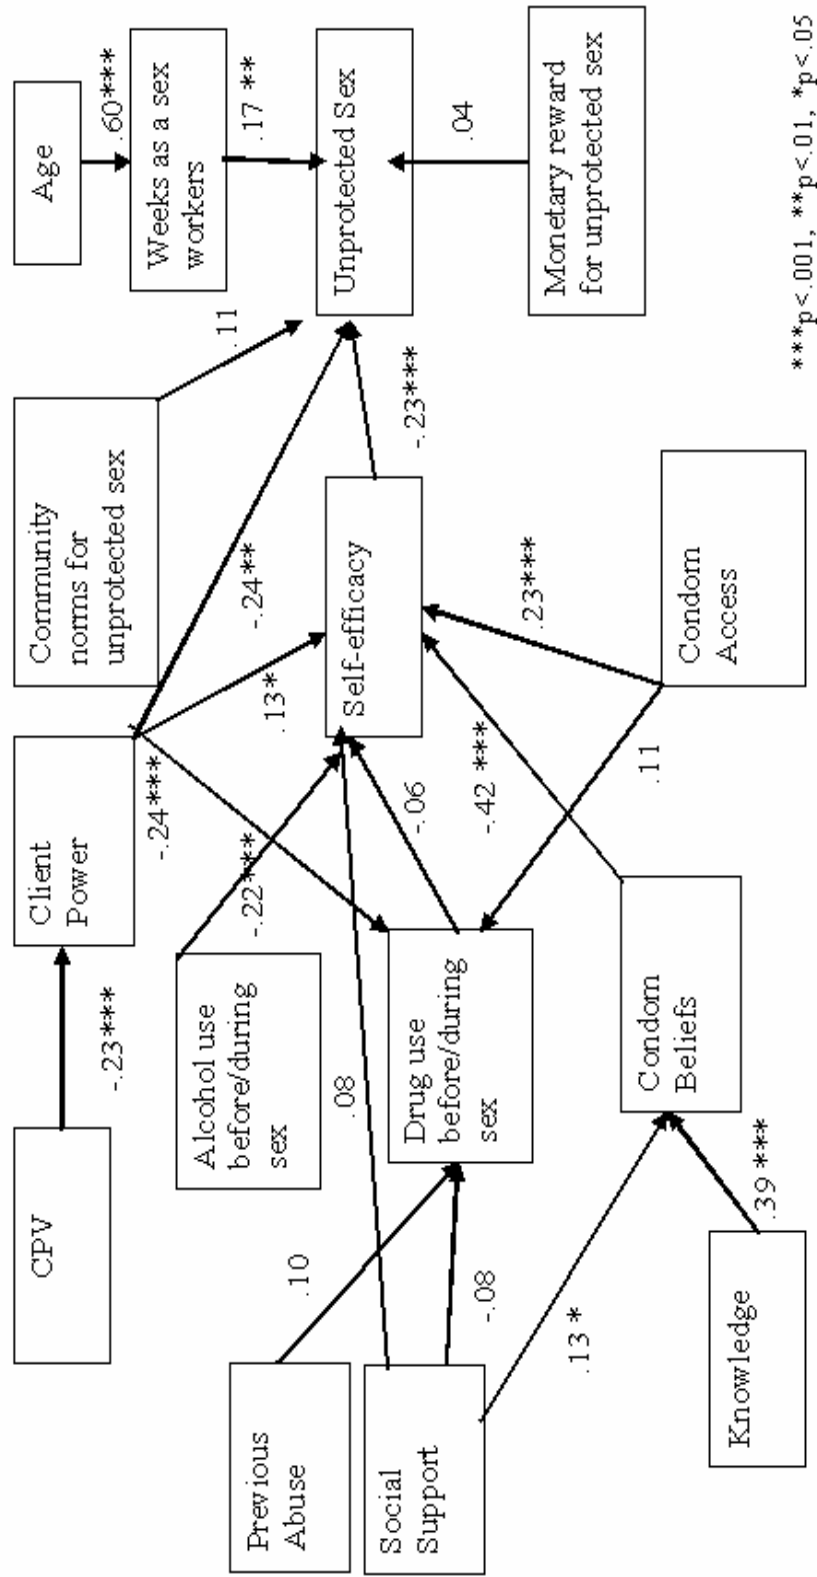 CPV
-.23***
Client
Power
Community
norms for
unprotected sex
Age
.60***
Weeks as a sex
workers
.17 **
.11
Unprotected Sex
.04
Monetary reward
for unprotected sex
-.24**
-.24***
.13*
Alcohol use
before/during
sex
-.22***
Self-efficacy
-.23***
Previous
Abuse
.10
.08
Social
Support
-.08
Drug use
before/during
sex
-.06
-.42 ***
.23***
.11
.13 *
Condom
Beliefs
Condom
Access
Knowledge
.39 ***
***p<.001, **p<.01, *p<.05